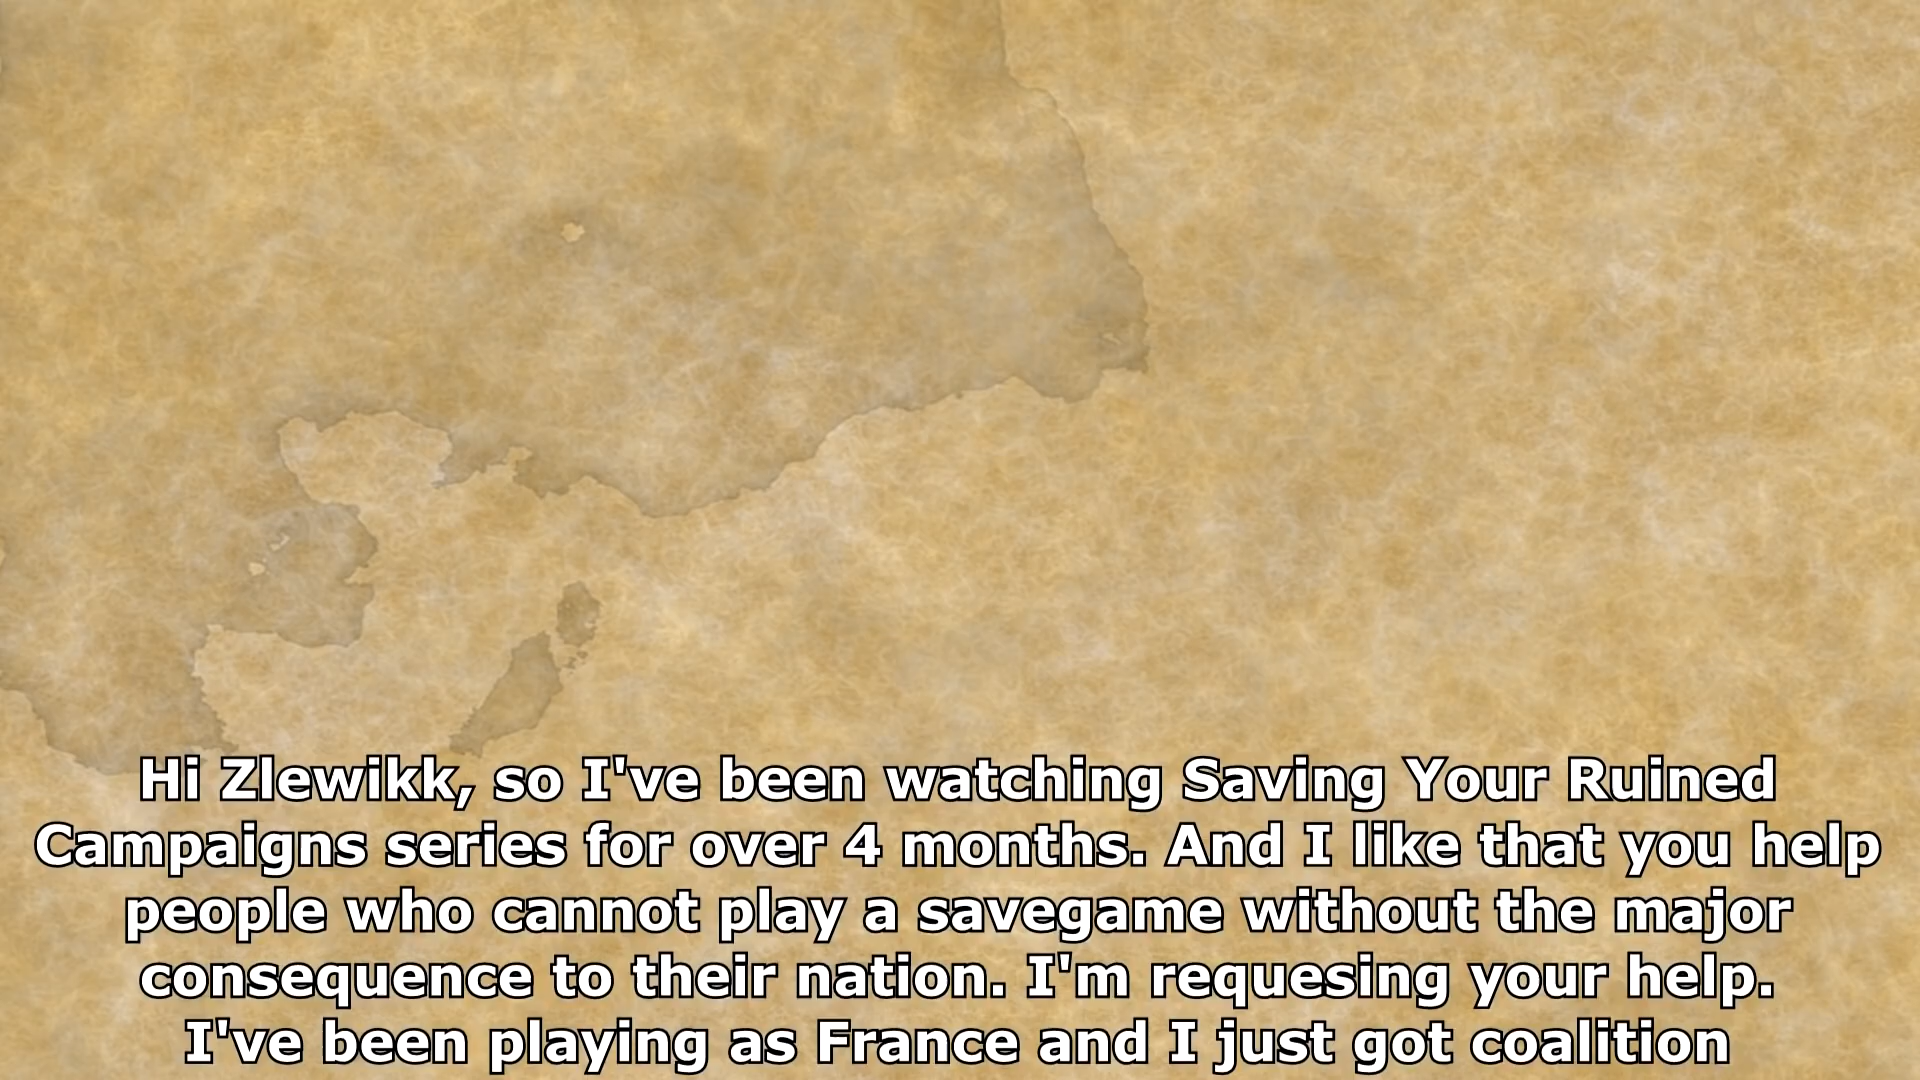 Hi Zlewikk, so I've been watching Saving Your Ruined
Campaigns series for over 4 months. And I like that you help
people who cannot play a savegame without the major
consequence to their nation. I'm requesing your help.
I've been playing as France and I just got coalition